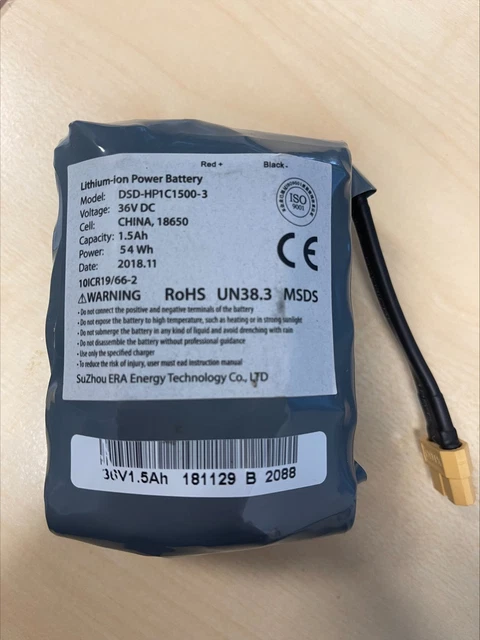 Red + Black -
Lithium-ion Power Battery
Model: DSD-HP1C1500-3
Voltage: 36V DC
Cell: CHINA, 18650
Capacity: 1.5Ah
Power: 54 Wh
Date: 2018.11
10ICR19/66-2
ISO
9001
CE
⚠WARNING RoHS UN38.3 MSDS
• Do not connect the positive and negative terminals of the battery
• Do not expose the battery to high temperature, such as heating or in strong sunlight
• Do not submerge the battery in any kind of liquid and avoid drenching with rain
• Do not disassemble the battery without professional guidance
• Use only the specified charger
• To reduce the risk of injury, user must ead instruction manual
SuZhou ERA Energy Technology Co., LTD
36V1.5Ah 181129 B 2088